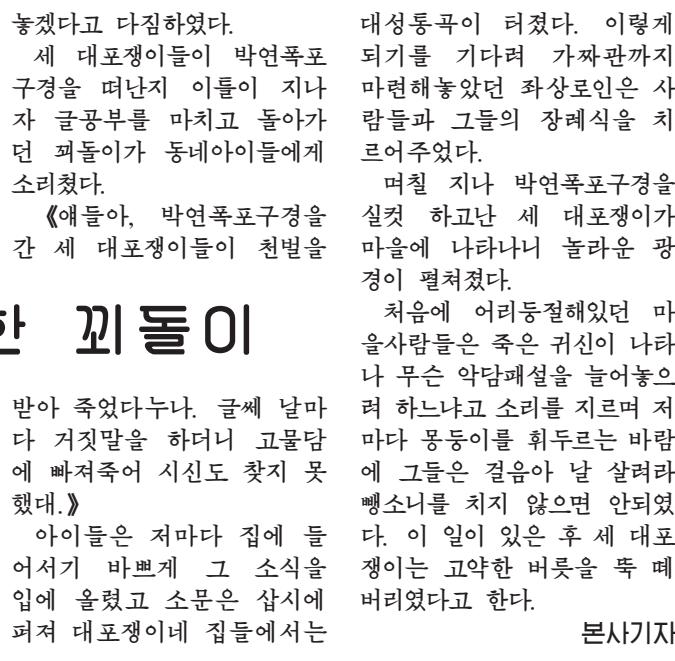 놓겠다고 다짐하였다.
세 대포쟁이들이 박연폭포
구경을 떠난지 이틀이 지나
자 글공부를 마치고 돌아가
던 꾀돌이가 동네아이들에게
소리쳤다.
《얘들아, 박연폭포구경을
간 세 대포쟁이들이 천벌을
한 꾀돌이
받아 죽었다누나. 글쎄 날마
다 거짓말을 하더니 고물담
에 빠져죽어 시신도 찾지 못
했대.》
아이들은 저마다 집에 들
어서기 바쁘게 그 소식을
입에 올렸고 소문은 삽시에
퍼져 대포쟁이네 집들에서는
대성통곡이 터졌다. 이렇게
되기를 기다려 가짜관까지
마련해놓았던 좌상로인은 사
람들과 그들의 장례식을 치
르어주었다.
며칠 지나 박연폭포구경을
실컷 하고난 세 대포쟁이가
마을에 나타나니 놀라운 광
경이 펼쳐졌다.
처음에 어리둥절해있던 마
을사람들은 죽은 귀신이 나타
나 무슨 악담패설을 늘어놓으
려 하느냐고 소리를 지르며 저
마다 몽둥이를 휘두르는 바람
에 그들은 걸음아 날 살려라
뺑소니를 치지 않으면 안되였
다. 이 일이 있은 후 세 대포
쟁이는 고약한 버릇을 뚝 떼
버리였다고 한다.
본사기자